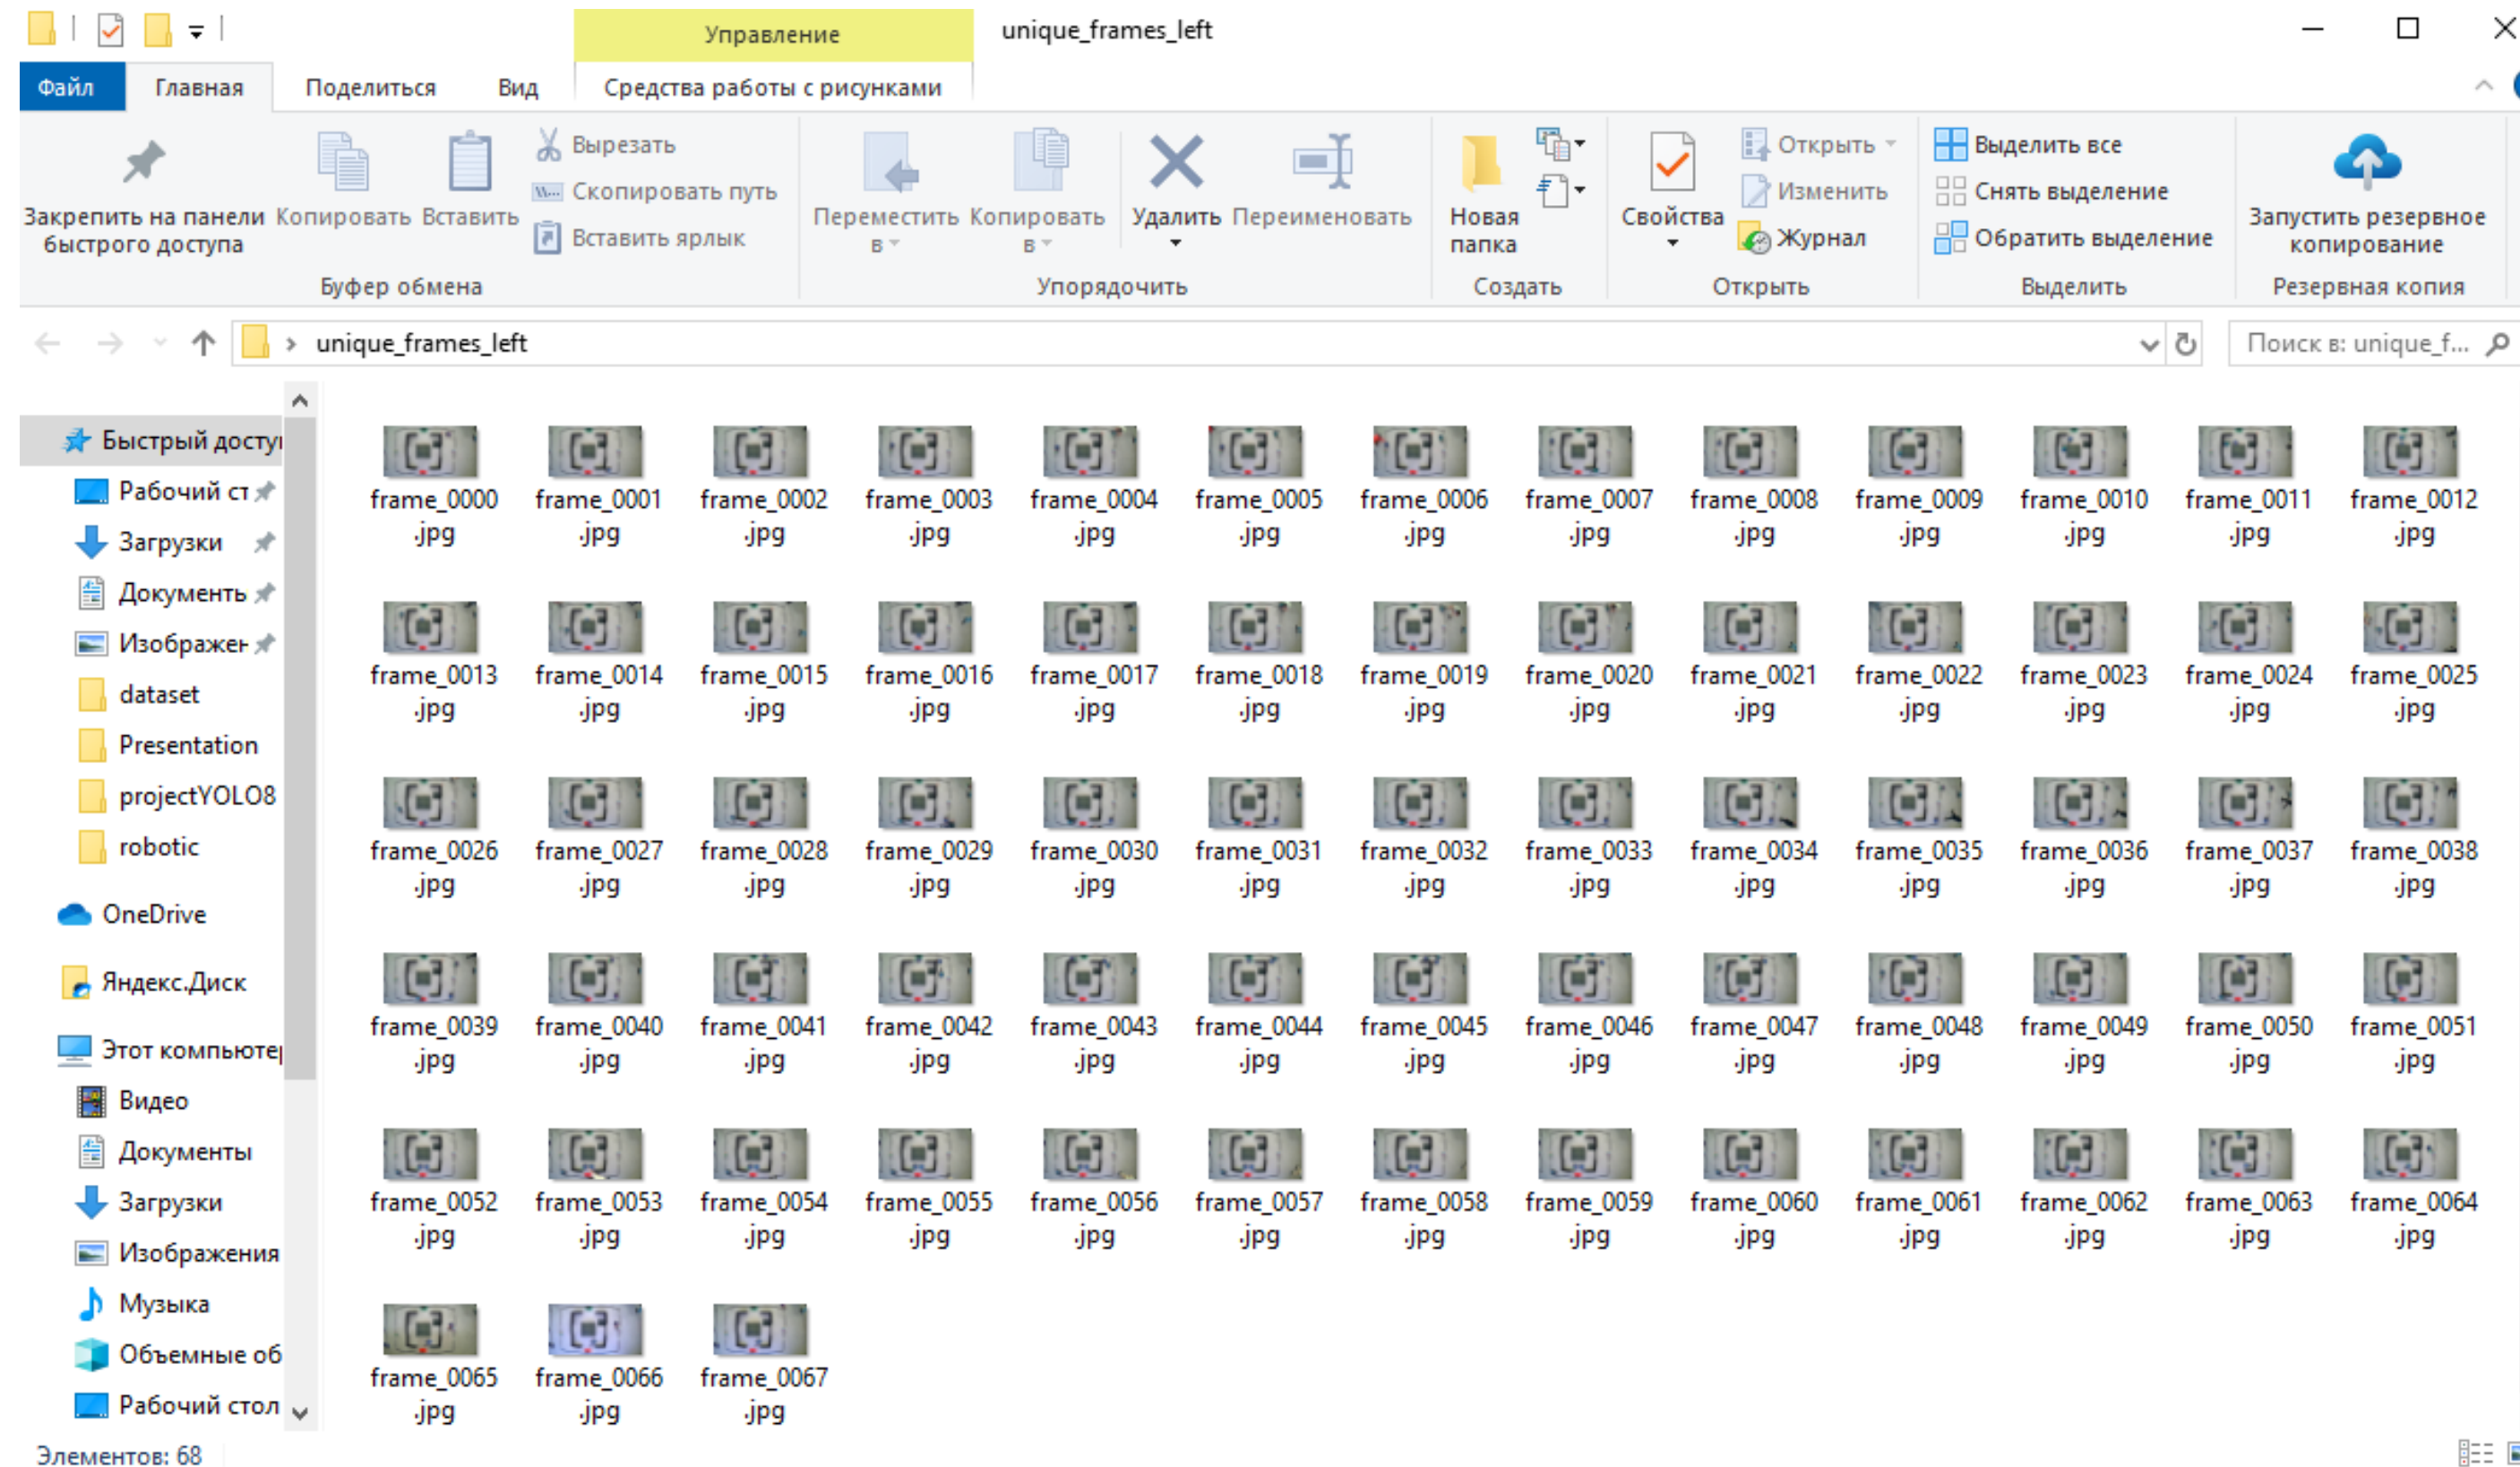 Управление
unique_frames_left
Файл Главная Поделиться Вид Средства работы с рисунками
Закрепить на панели быстрого доступа
Копировать
Вставить
Вырезать
Скопировать путь
Вставить ярлык
Буфер обмена
Переместить в
Копировать в
Удалить
Переименовать
Упорядочить
Новая папка
Создать
Свойства
Открыть
Изменить
Журнал
Открыть
Выделить все
Снять выделение
Обратить выделение
Выделить
Запустить резервное копирование
Резервная копия
unique_frames_left
Поиск в: unique_f...
Быстрый досту
Рабочий ст
Загрузки
Документы
Изображен
dataset
Presentation
projectYOLO8
robotic
OneDrive
Яндекс.Диск
Этот компьютер
Видео
Документы
Загрузки
Изображения
Музыка
Объемные об
Рабочий стол
frame_0000.jpg frame_0001.jpg frame_0002.jpg frame_0003.jpg frame_0004.jpg frame_0005.jpg frame_0006.jpg frame_0007.jpg frame_0008.jpg frame_0009.jpg frame_0010.jpg frame_0011.jpg frame_0012.jpg
frame_0013.jpg frame_0014.jpg frame_0015.jpg frame_0016.jpg frame_0017.jpg frame_0018.jpg frame_0019.jpg frame_0020.jpg frame_0021.jpg frame_0022.jpg frame_0023.jpg frame_0024.jpg frame_0025.jpg
frame_0026.jpg frame_0027.jpg frame_0028.jpg frame_0029.jpg frame_0030.jpg frame_0031.jpg frame_0032.jpg frame_0033.jpg frame_0034.jpg frame_0035.jpg frame_0036.jpg frame_0037.jpg frame_0038.jpg
frame_0039.jpg frame_0040.jpg frame_0041.jpg frame_0042.jpg frame_0043.jpg frame_0044.jpg frame_0045.jpg frame_0046.jpg frame_0047.jpg frame_0048.jpg frame_0049.jpg frame_0050.jpg frame_0051.jpg
frame_0052.jpg frame_0053.jpg frame_0054.jpg frame_0055.jpg frame_0056.jpg frame_0057.jpg frame_0058.jpg frame_0059.jpg frame_0060.jpg frame_0061.jpg frame_0062.jpg frame_0063.jpg frame_0064.jpg
frame_0065.jpg frame_0066.jpg frame_0067.jpg
Элементов: 68